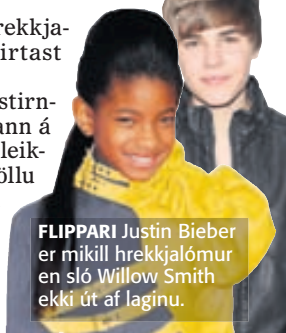 rekkja-
irtast
stirn-
ann á
leik-
öllu
FLIPPARI Justin Bieber
er mikill hrekkjalómur
en sló Willow Smith
ekki út af laginu.